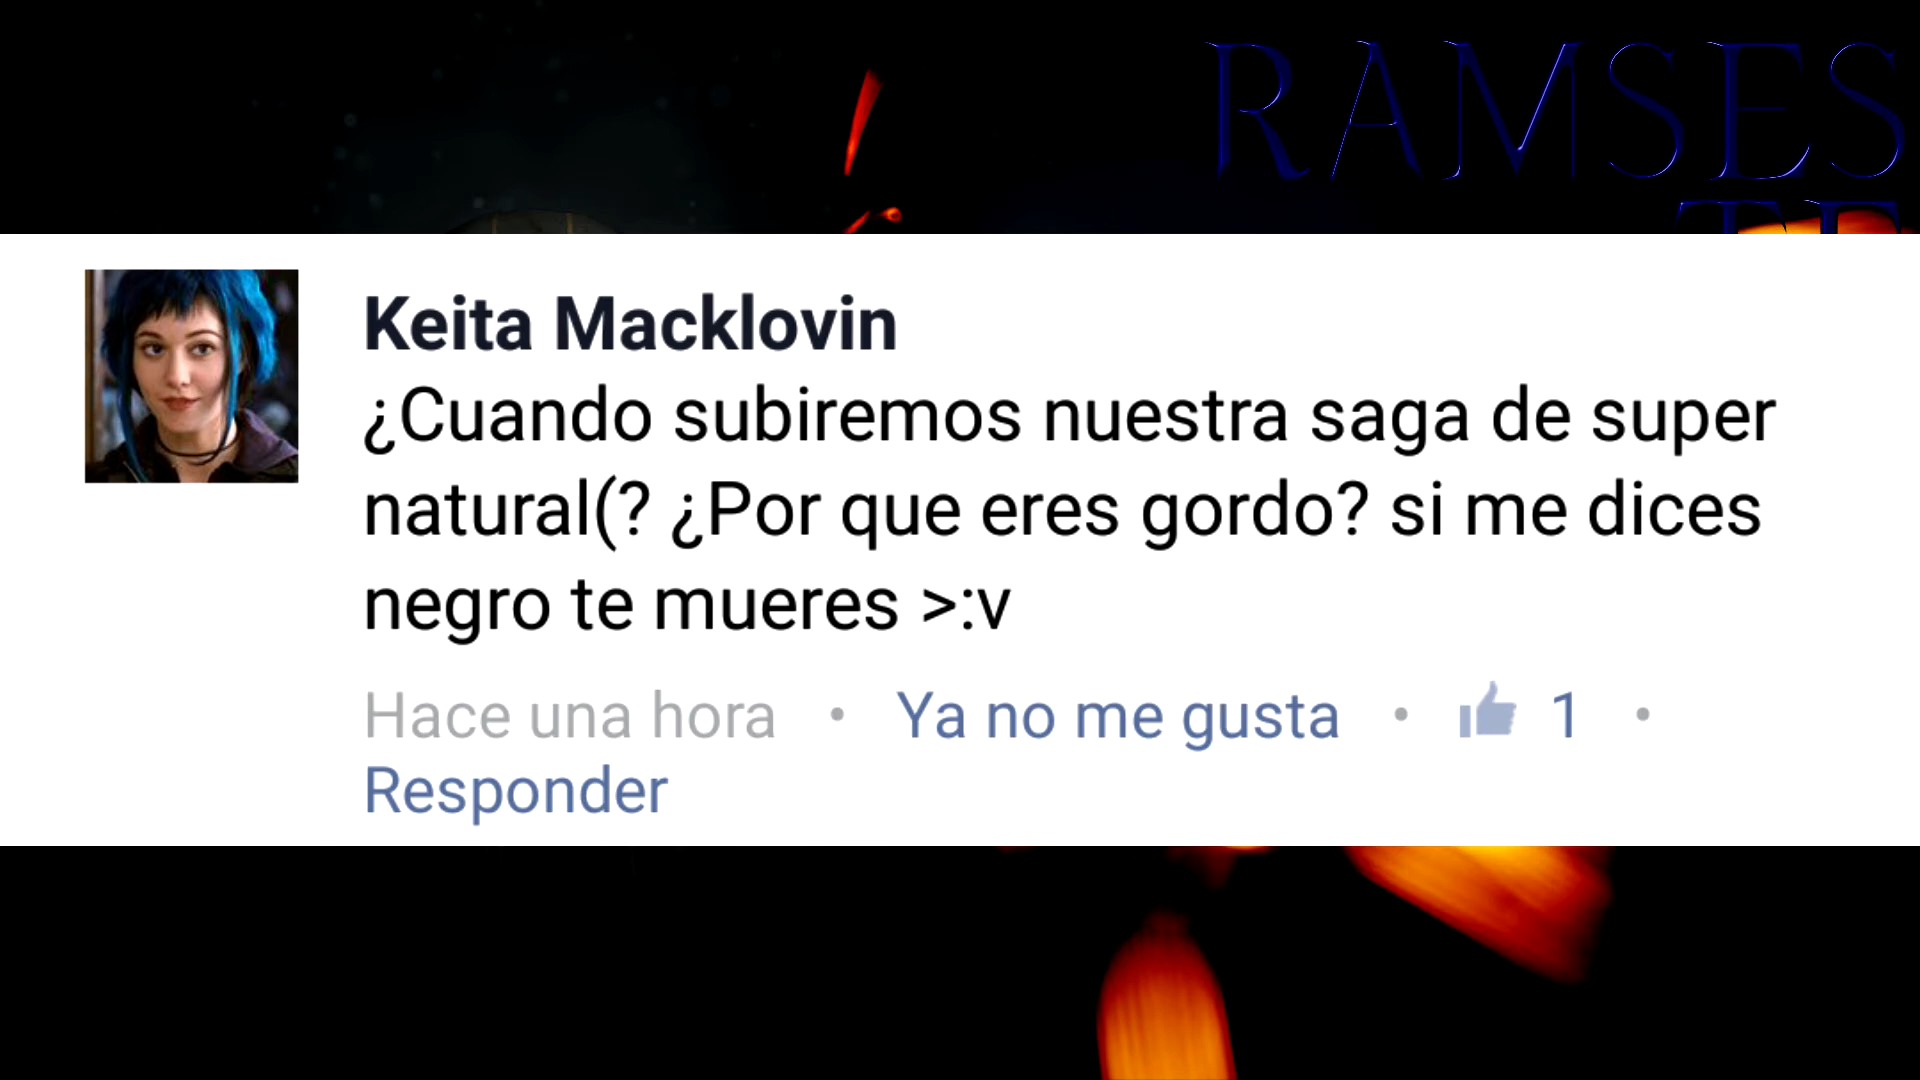 RAMSES
Keita Macklovin
¿Cuando subiremos nuestra saga de super
natural(? ¿Por que eres gordo? si me dices
negro te mueres >:v
Hace una hora • Ya no me gusta • 1 •
Responder